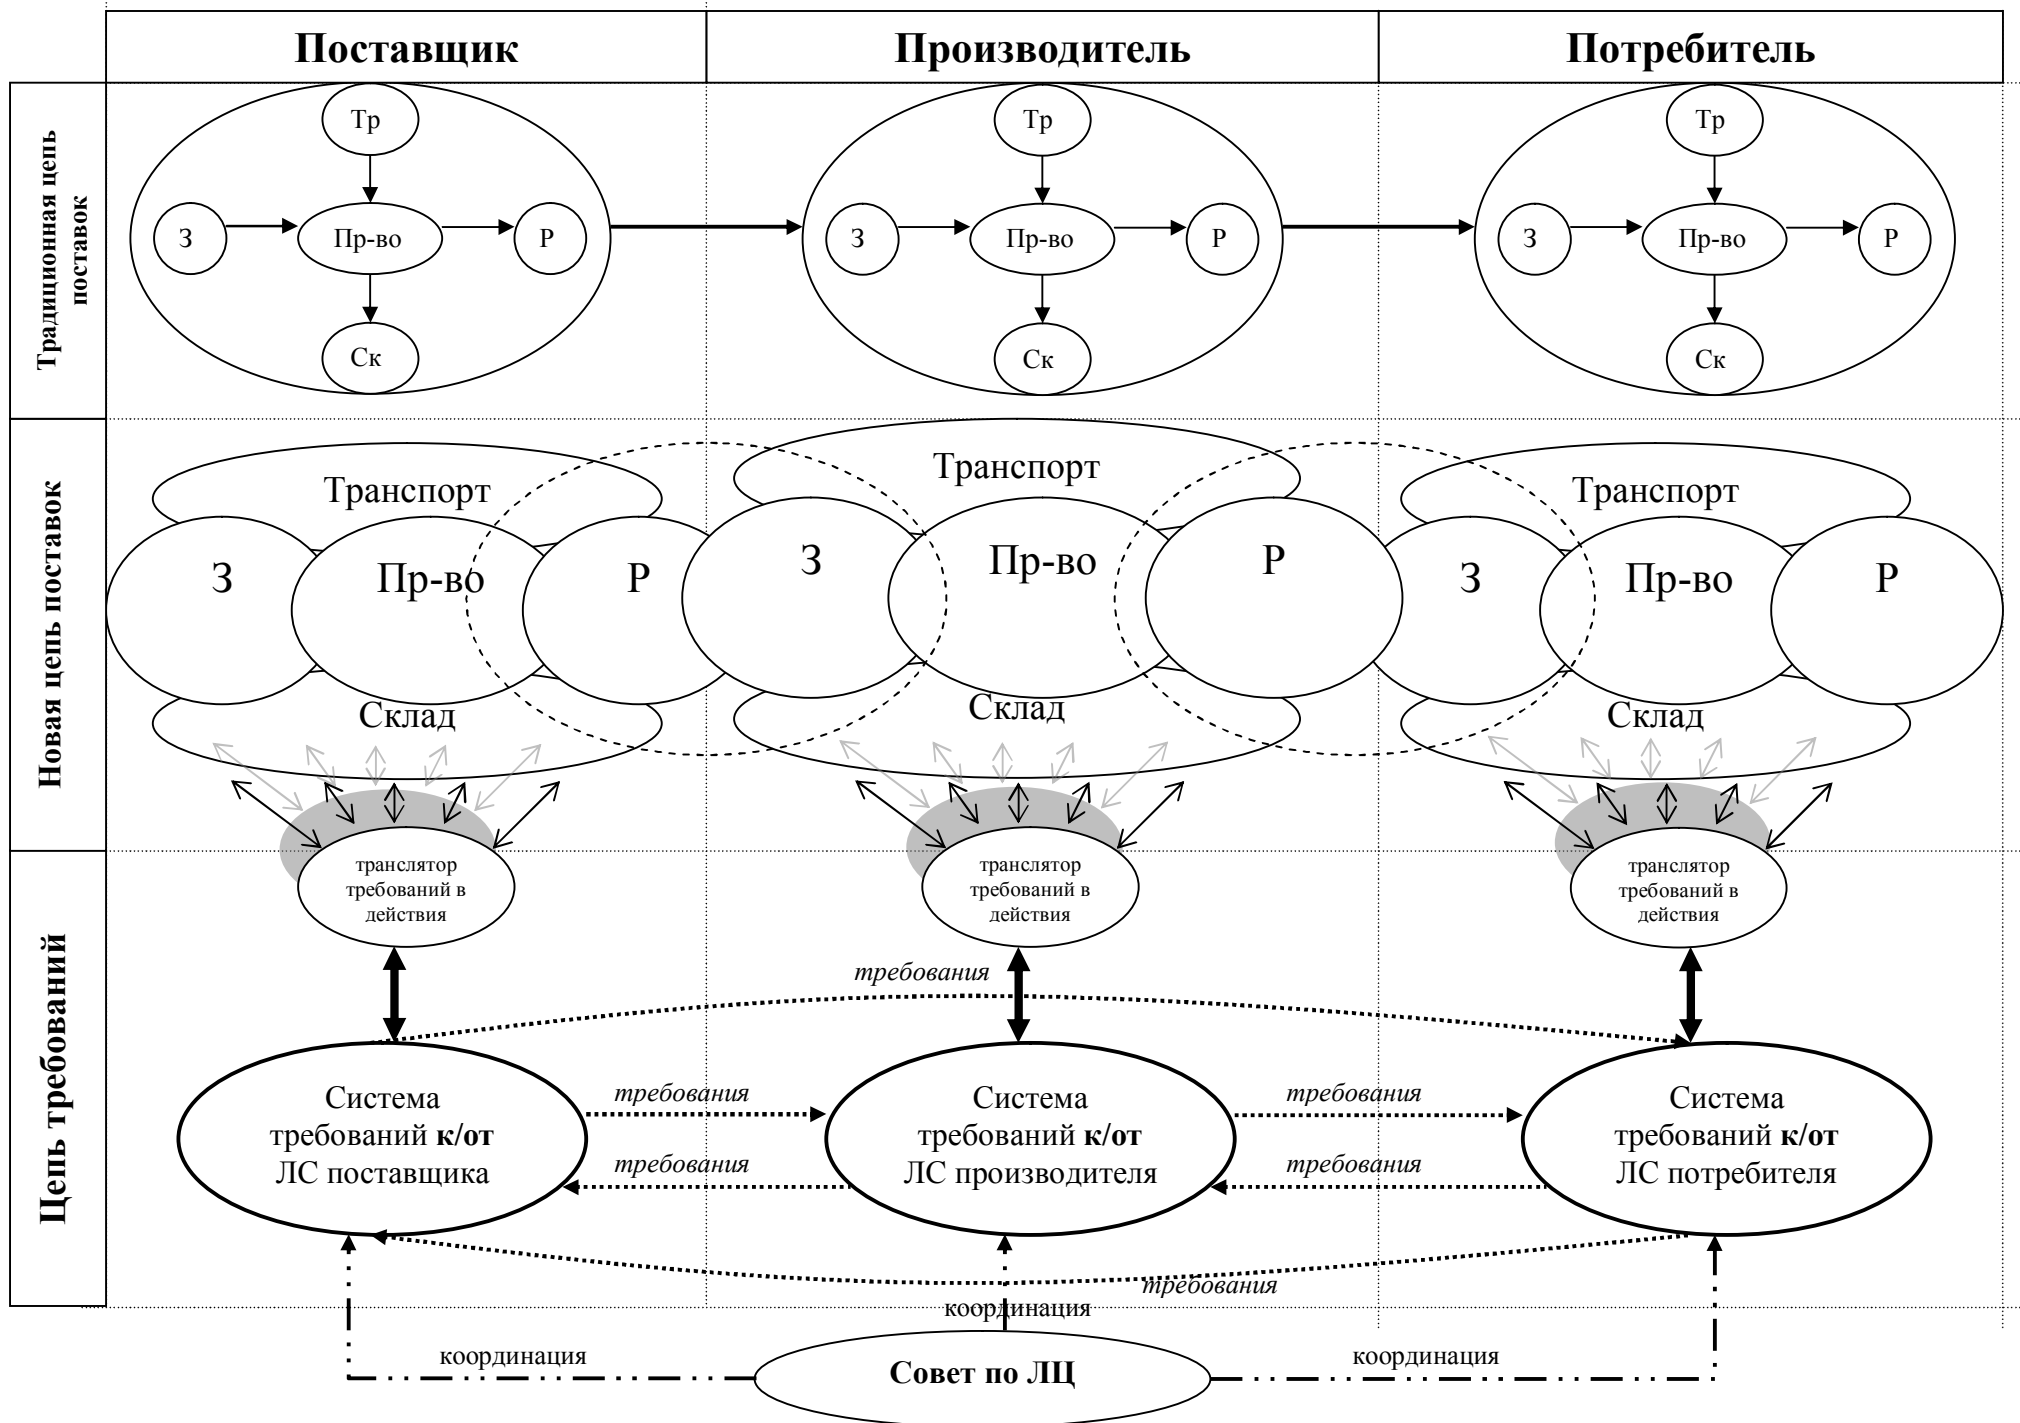 Поставщик
Производитель
Потребитель
Традиционная цепь
поставок
Тр
З
Пр-во
Р
Ск
Тр
З
Пр-во
Р
Ск
Тр
З
Пр-во
Р
Ск
Новая цепь поставок
Транспорт
З
Пр-во
Р
Склад
Транспорт
З
Пр-во
Р
Склад
Транспорт
З
Пр-во
Р
Склад
транслятор
требований в
действия
транслятор
требований в
действия
транслятор
требований в
действия
Цепь требований
требования
Система
требований к/от
ЛС поставщика
требования
требования
Система
требований к/от
ЛС производителя
требования
требования
Система
требований к/от
ЛС потребителя
требования
координация
координация
Совет по ЛЦ
координация